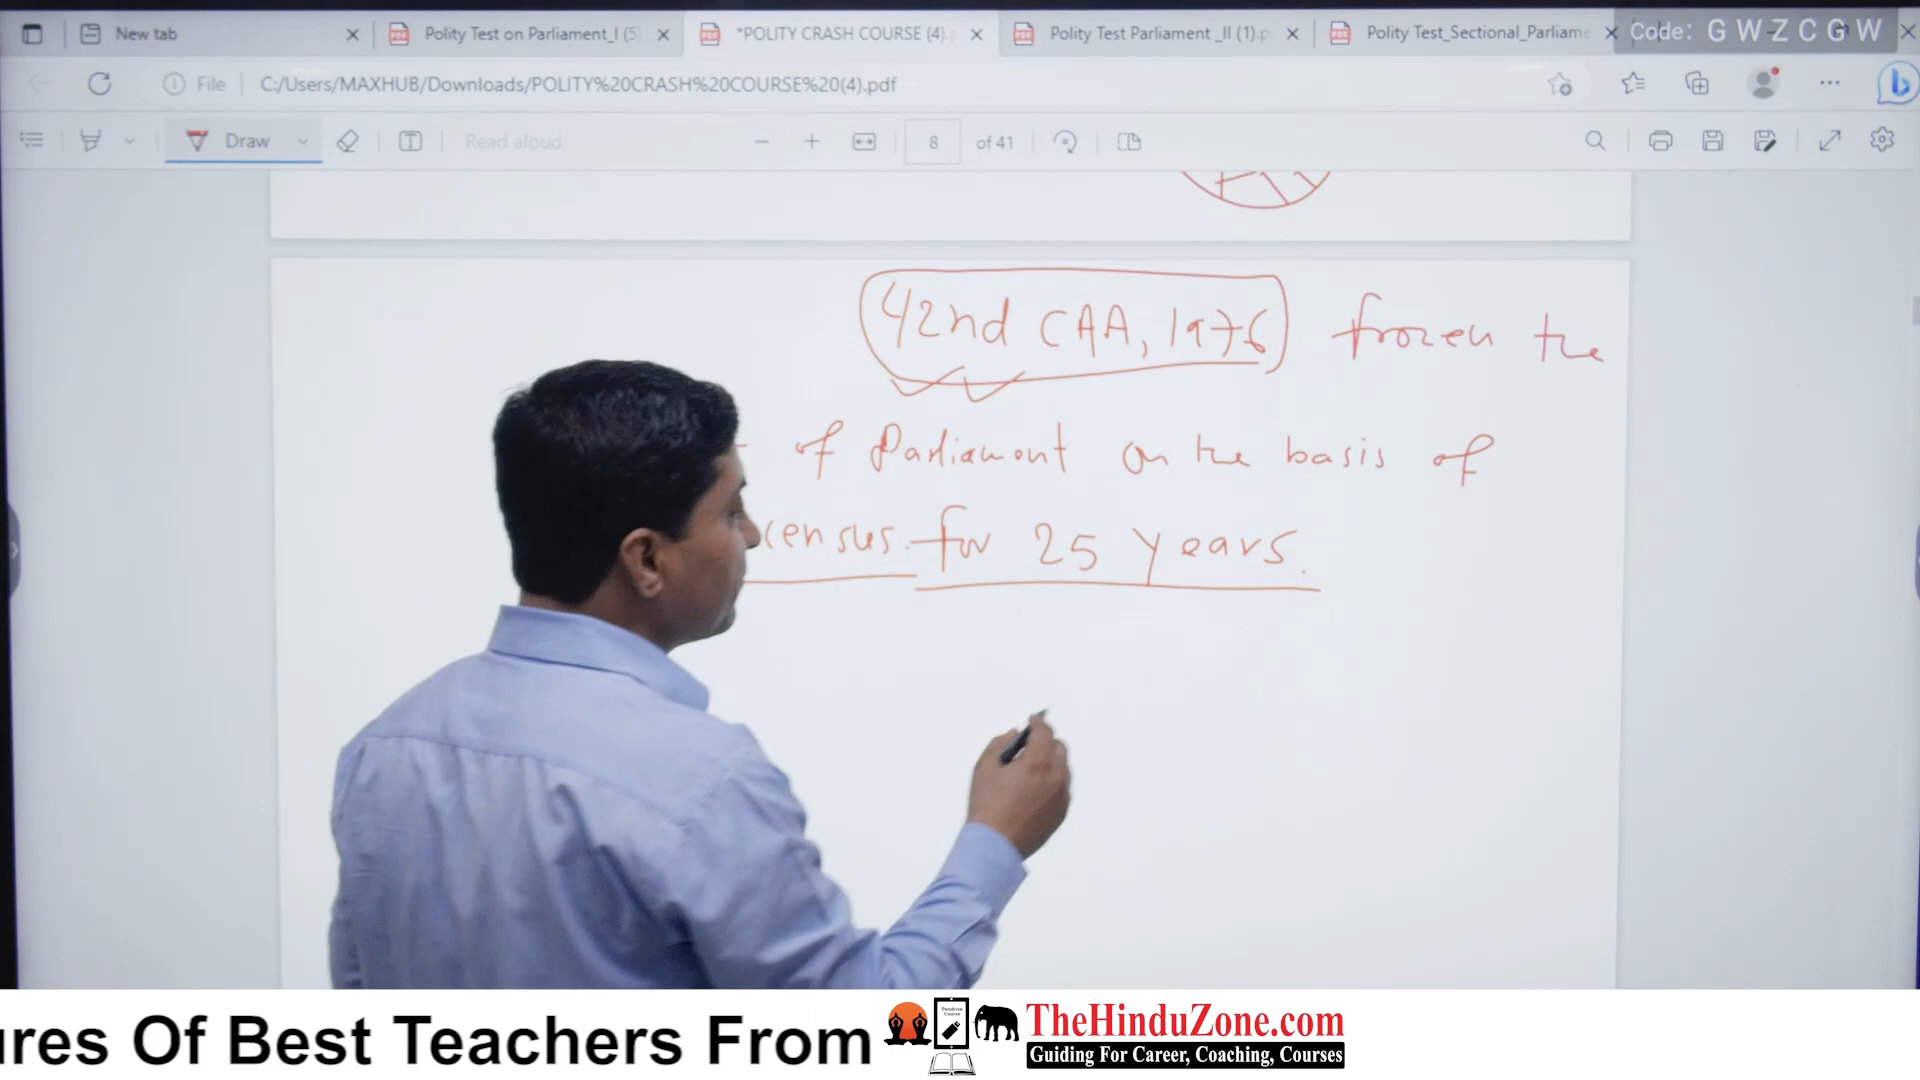 New tab
Polity Test on Parliament_I (5)
*POLITY CRASH COURSE (4).p
Polity Test Parliament _II (1).p
Polity Test_Sectional_Parliame
Code: G W Z C G W
File
C:/Users/MAXHUB/Downloads/POLITY%20CRASH%20COURSE%20(4).pdf
Draw
Read aloud
8 of 41
42nd CAA, 1976 frozen the
of Parliament on the basis of
census for 25 years.
ures Of Best Teachers From
Pendrive Course
TheHinduZone.com
Guiding For Career, Coaching, Courses